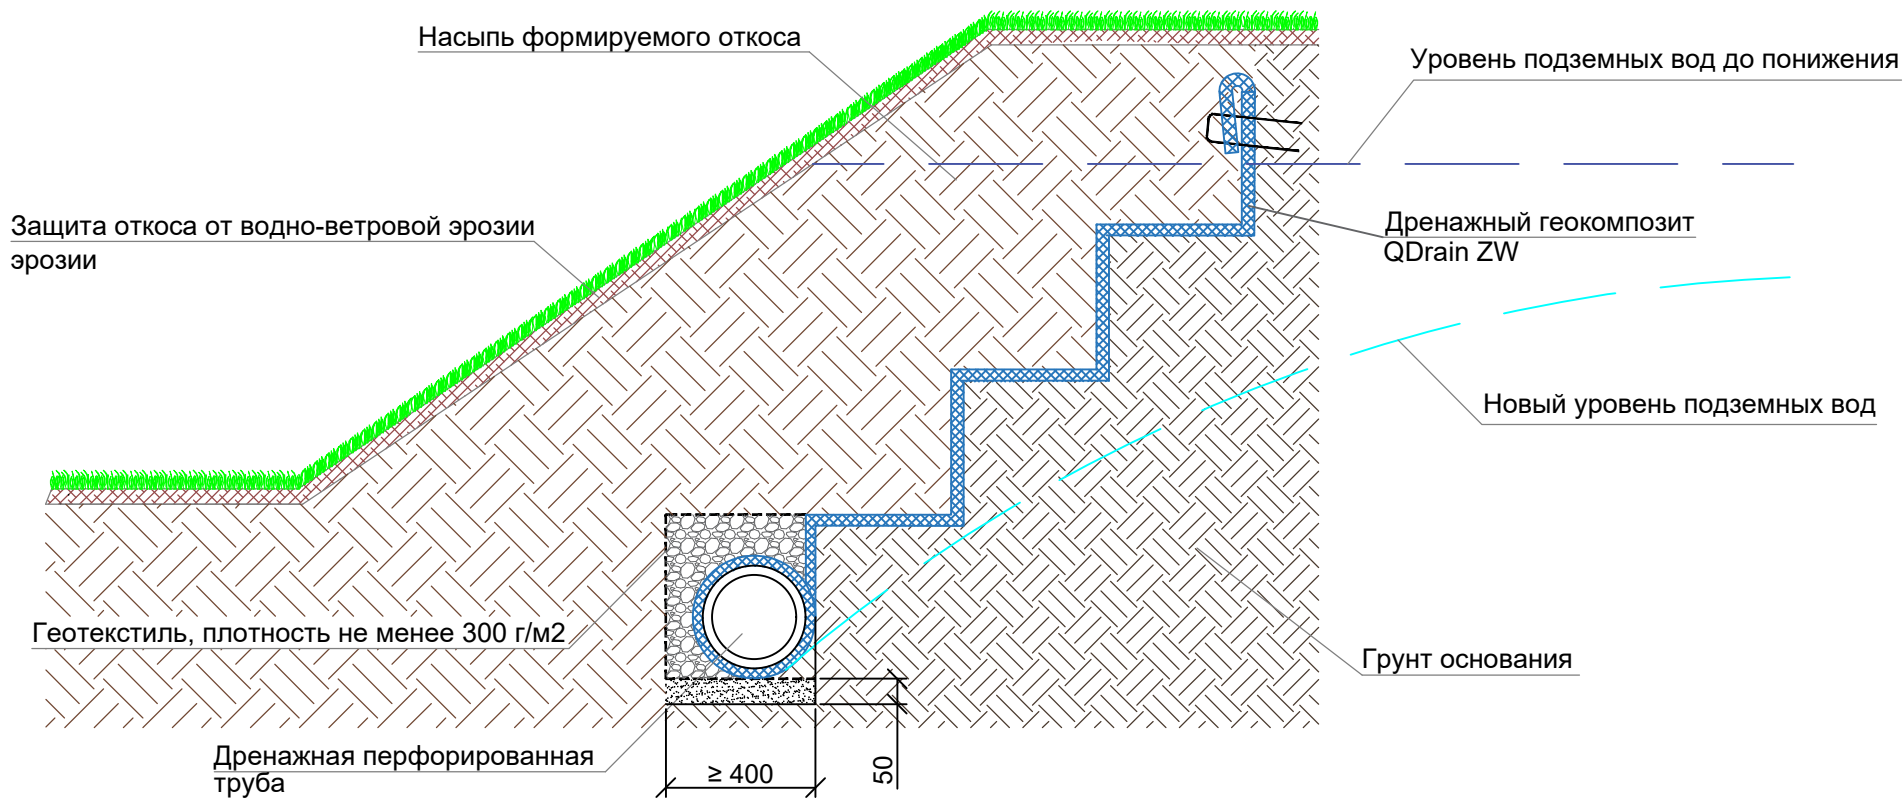 Насыпь формируемого откоса
Уровень подземных вод до понижения
Защита откоса от водно-ветровой эрозии
эрозии
Дренажный геокомпозит
QDrain ZW
Новый уровень подземных вод
Геотекстиль, плотность не менее 300 г/м2
Грунт основания
Дренажная перфорированная
труба
≥ 400
50